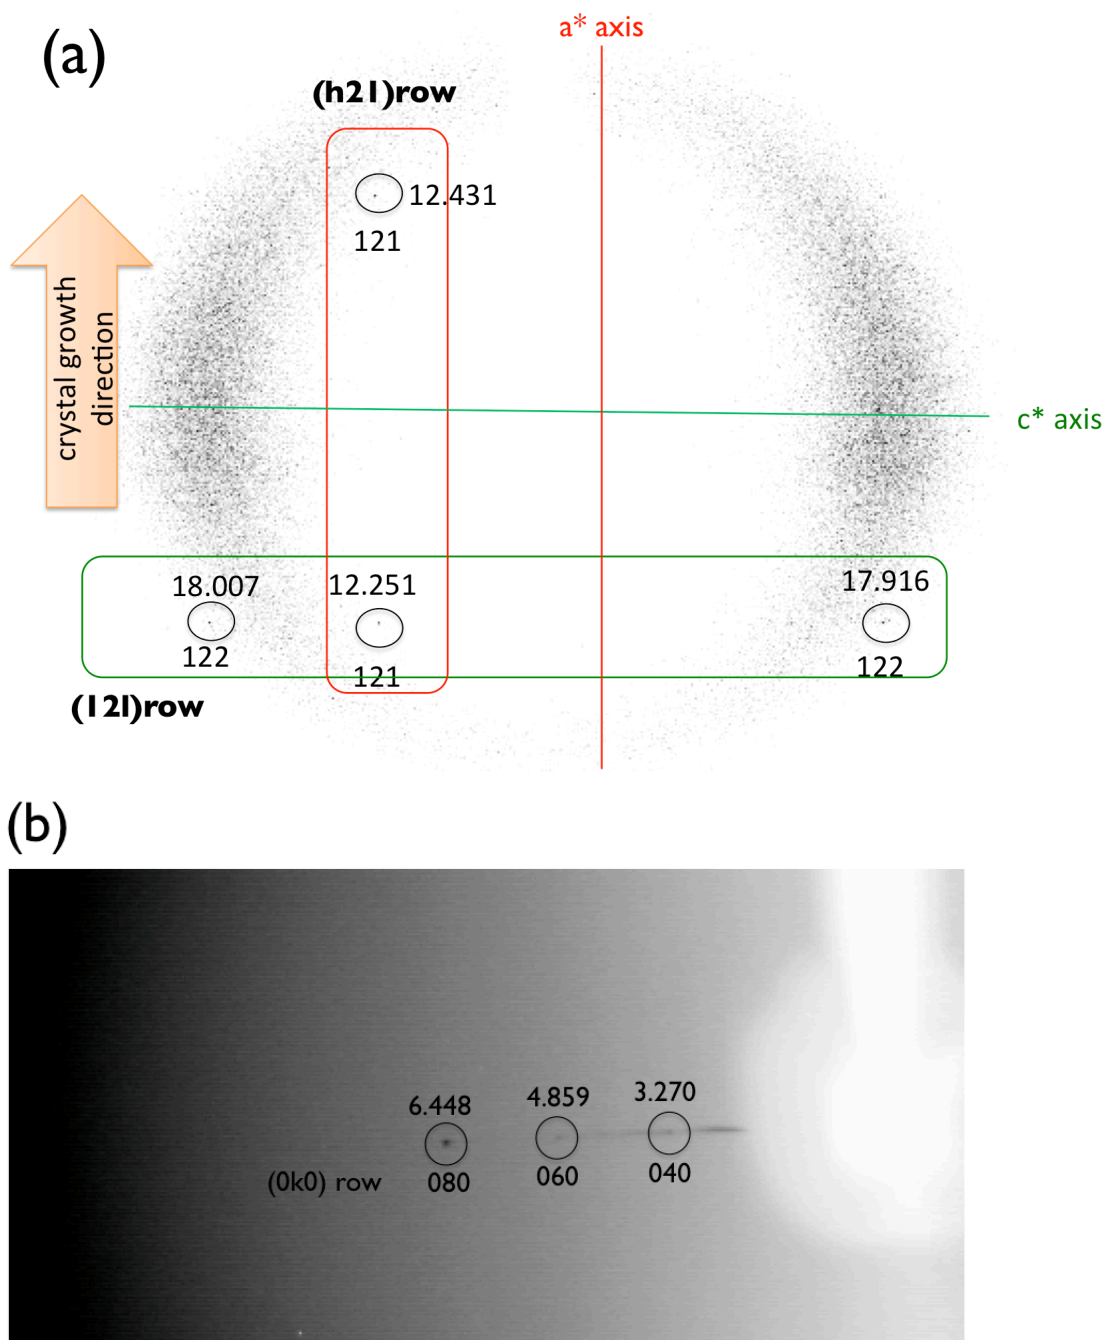 (a)
a* axis
(h21)row
12.431
121
crystal growth
direction
c* axis
18.007
12.251
17.916
122
121
122
(12l)row
(b)
6.448
4.859
3.270
(0k0) row
080
060
040